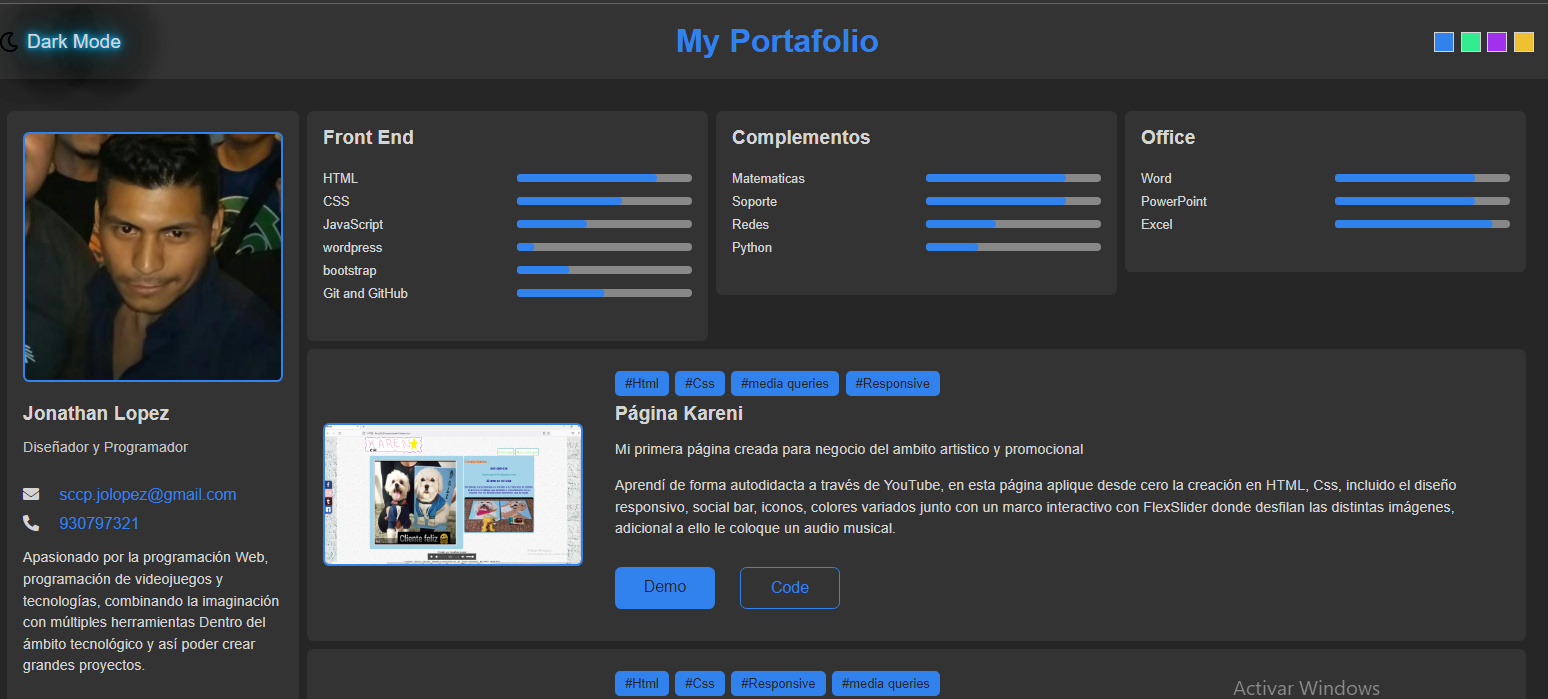 Dark Mode
My Portafolio
Jonathan Lopez
Diseñador y Programador
sccp.jolopez@gmail.com
930797321
Apasionado por la programación Web,
programación de videojuegos y
tecnologías, combinando la imaginación
con múltiples herramientas Dentro del
ámbito tecnológico y así poder crear
grandes proyectos.
Front End
HTML
CSS
JavaScript
wordpress
bootstrap
Git and GitHub
Complementos
Matematicas
Soporte
Redes
Python
Office
Word
PowerPoint
Excel
KARENI
Cliente feliz
#Html #Css #media queries #Responsive
Página Kareni
Mi primera página creada para negocio del ambito artistico y promocional
Aprendí de forma autodidacta a través de YouTube, en esta página aplique desde cero la creación en HTML, Css, incluido el diseño
responsivo, social bar, iconos, colores variados junto con un marco interactivo con FlexSlider donde desfilan las distintas imágenes,
adicional a ello le coloque un audio musical.
Demo Code
#Html #Css #Responsive #media queries
Activar Windows